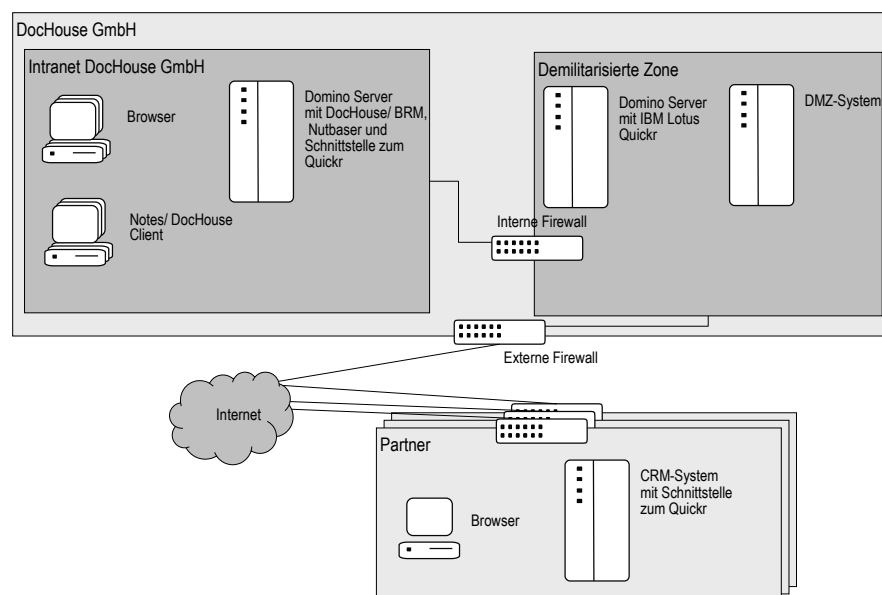 DocHouse GmbH
Intranet DocHouse GmbH
Browser
Domino Server
mit DocHouse/ BRM,
Nutbaser und
Schnittstelle zum
Quickr
Notes/ DocHouse
Client
Demilitarisierte Zone
Domino Server
mit IBM Lotus
Quickr
DMZ-System
Interne Firewall
Externe Firewall
Internet
Partner
Browser
CRM-System
mit Schnittstelle
zum Quickr